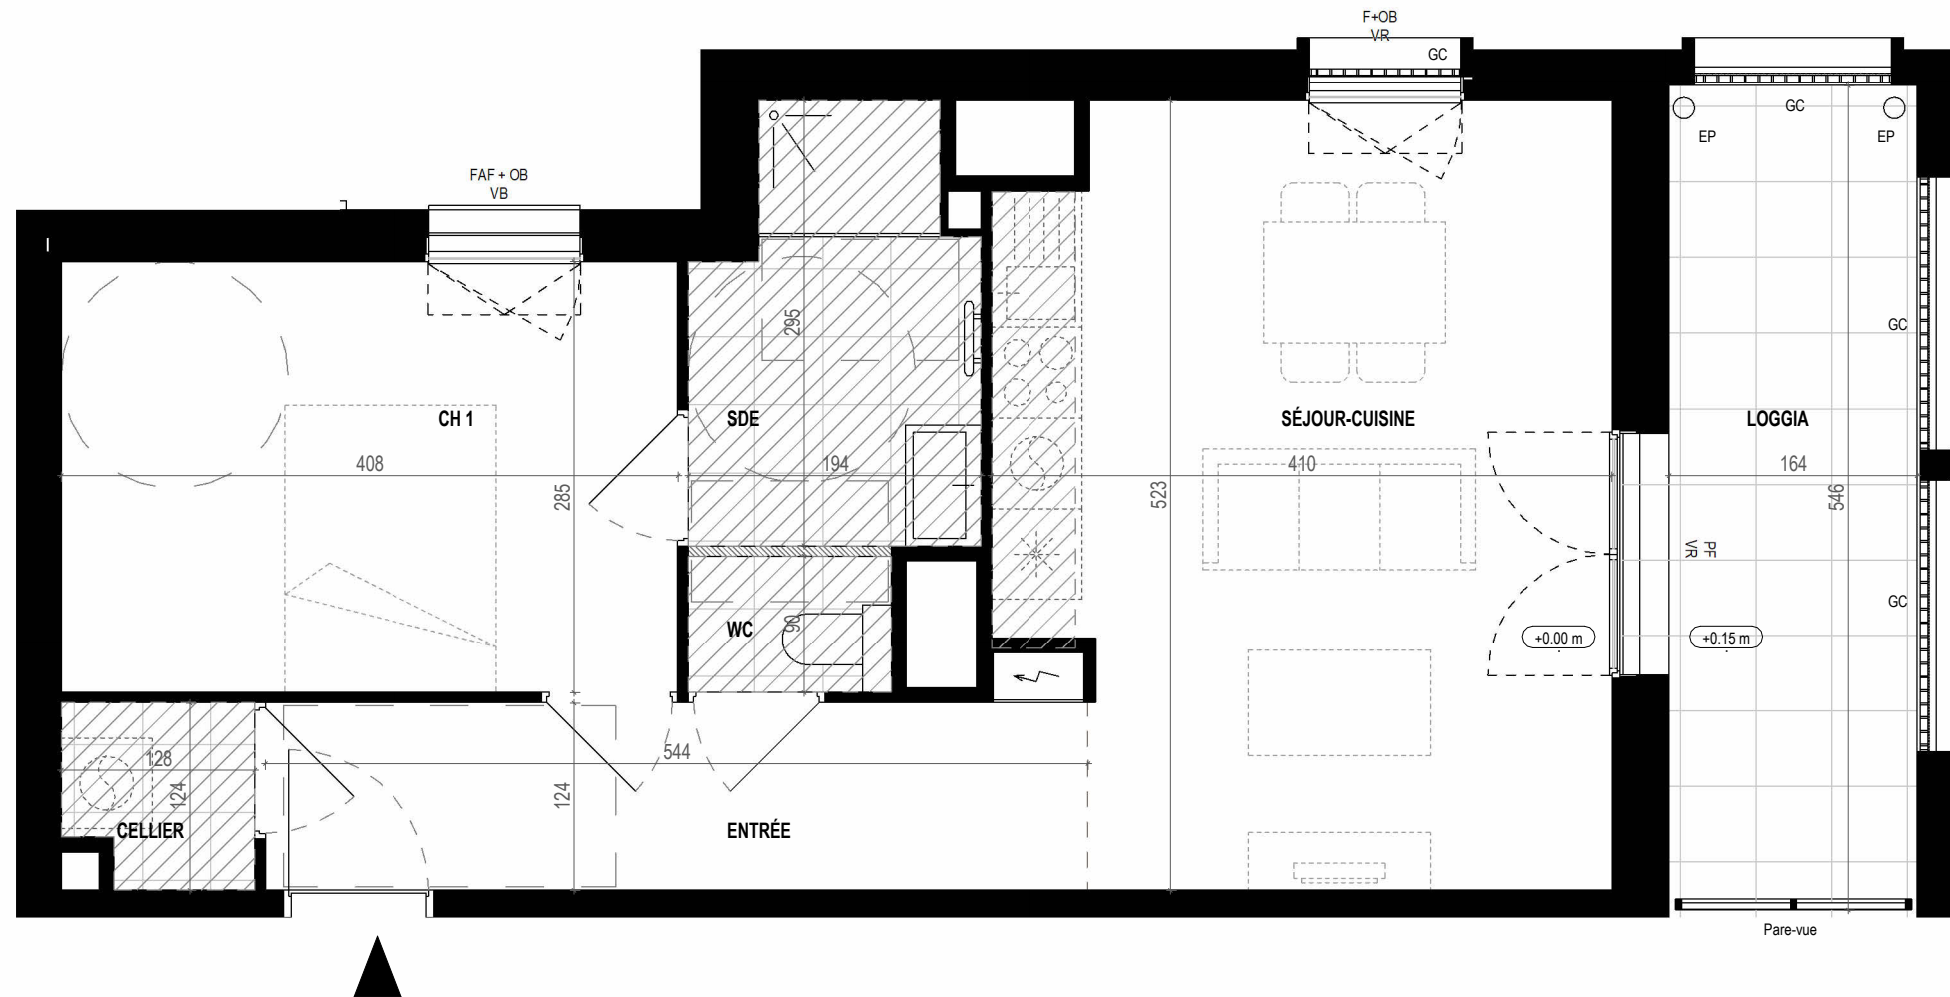 F+OB
VR
GC
FAF + OB
VB
GC
EP
EP
295
GC
CH 1
SDE
SÉJOUR-CUISINE
LOGGIA
408
194
410
164
285
523
546
PF
VR
GC
WC
90
+0.00 m
+0.15 m
544
128
124
124
CELLIER
ENTRÉE
Pare-vue